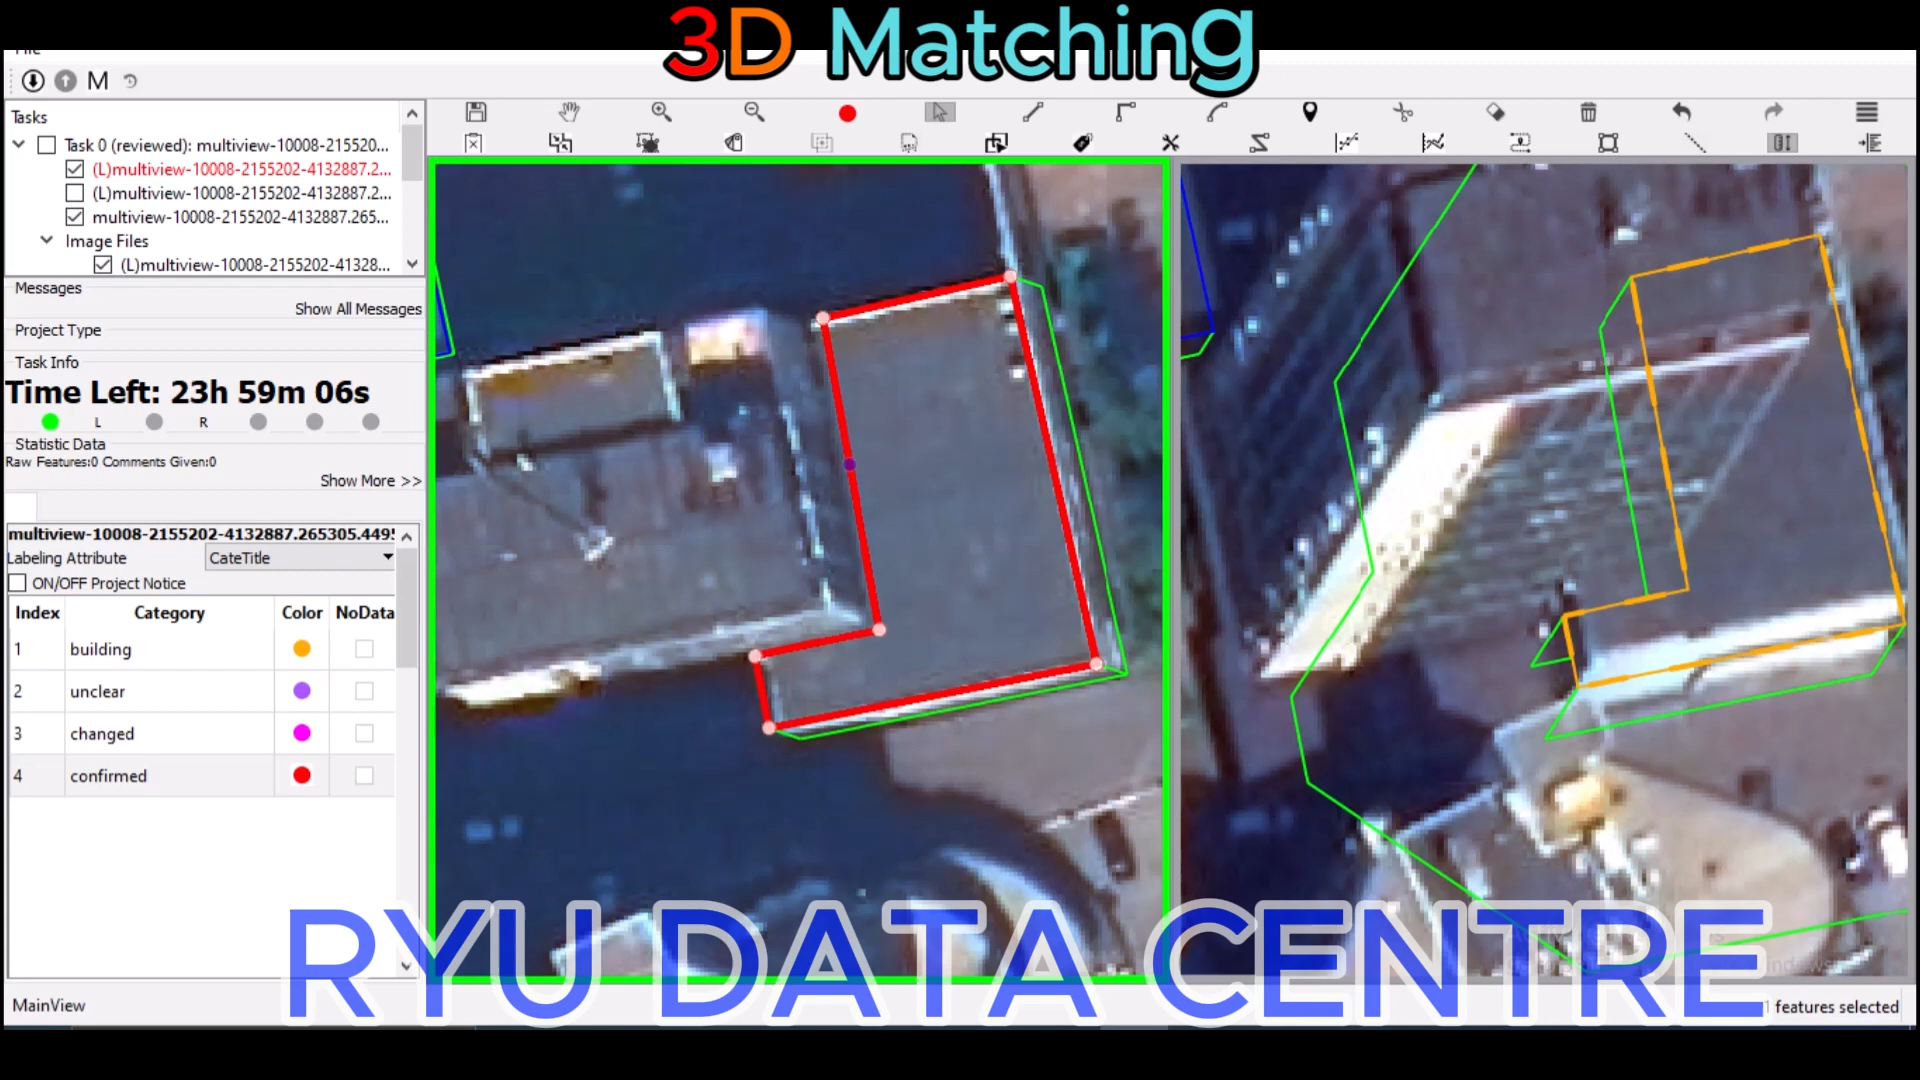 3D Matching
File
M
Tasks
Task 0 (reviewed): multiview-10008-215520...
(L)multiview-10008-2155202-4132887.2...
(L)multiview-10008-2155202-4132887.2...
multiview-10008-2155202-4132887.265...
Image Files
(L)multiview-10008-2155202-41328...
Messages
Show All Messages
Project Type
Task Info
Time Left: 23h 59m 06s
L R
Statistic Data
Raw Features:0 Comments Given:0
Show More >>
multiview-10008-2155202-4132887.265305.449
Labeling Attribute CateTitle
ON/OFF Project Notice
Index Category Color NoData
1 building
2 unclear
3 changed
4 confirmed
RYU DATA CENTRE
MainView
1 features selected